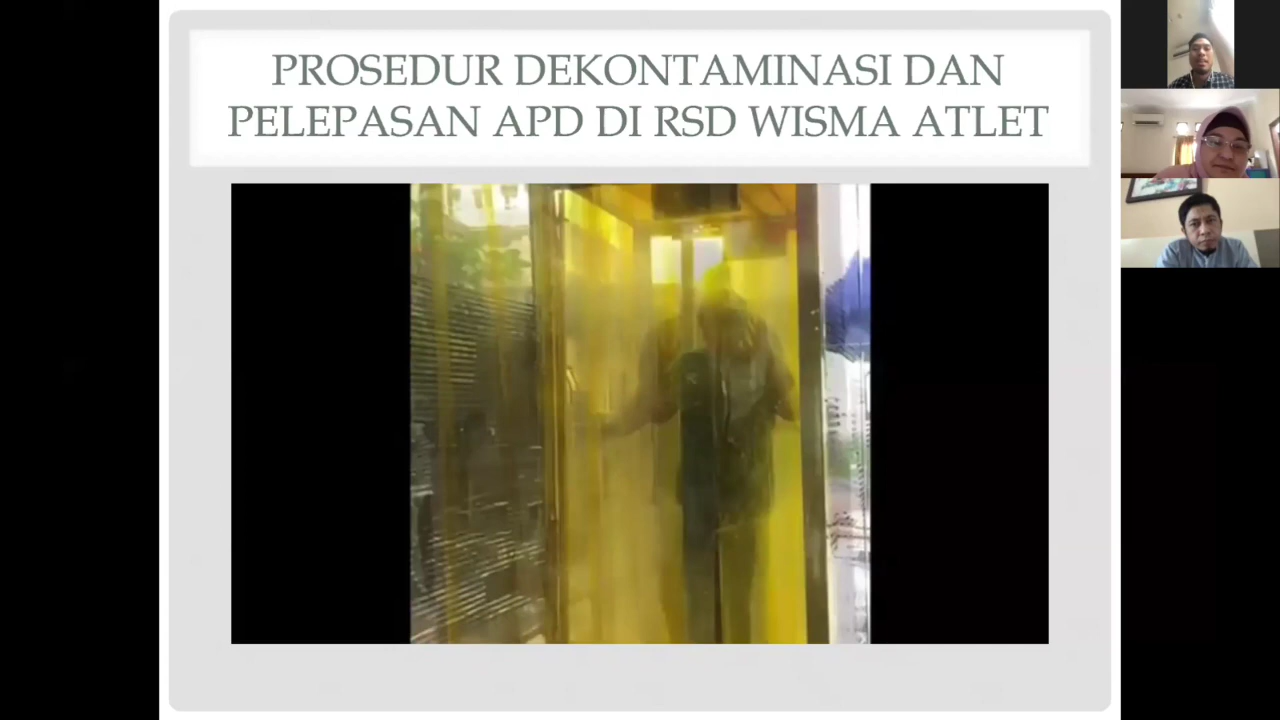 PROSEDUR DEKONTAMINASI DAN
PELEPASAN APD DI RSD WISMA ATLET